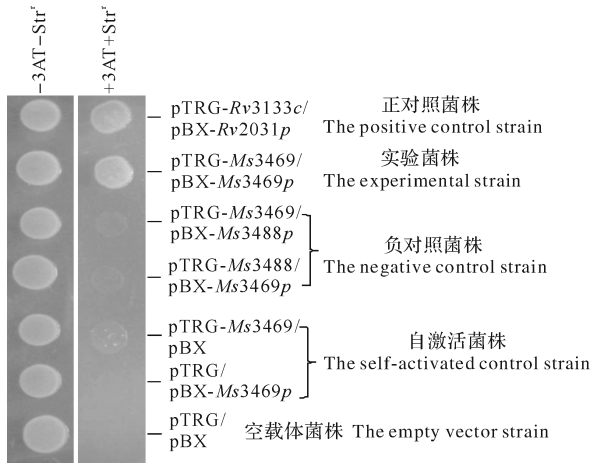 −3AT−Strʳ
+3AT+Strʳ
pTRG-Rv3133c/
pBX-Rv2031p
正对照菌株
The positive control strain
pTRG-Ms3469/
pBX-Ms3469p
实验菌株
The experimental strain
pTRG-Ms3469/
pBX-Ms3488p
pTRG-Ms3488/
pBX-Ms3469p
负对照菌株
The negative control strain
pTRG-Ms3469/
pBX
pTRG/
pBX-Ms3469p
自激活菌株
The self-activated control strain
pTRG/
pBX
空载体菌株 The empty vector strain